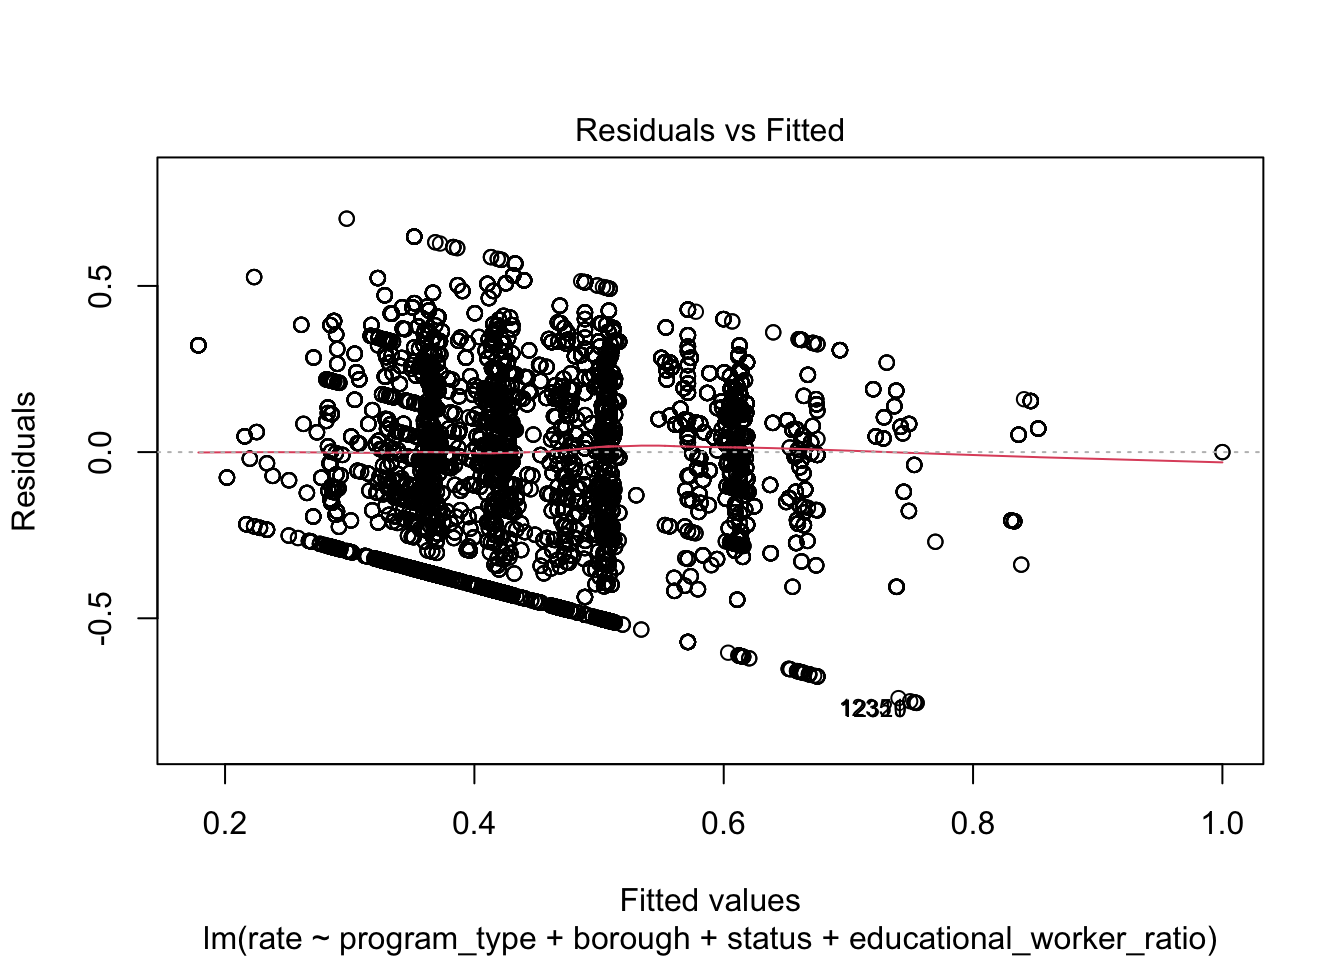 Residuals vs Fitted
Residuals
0.5
0.0
-0.5
0.2 0.4 0.6 0.8 1.0
Fitted values
lm(rate ~ program_type + borough + status + educational_worker_ratio)